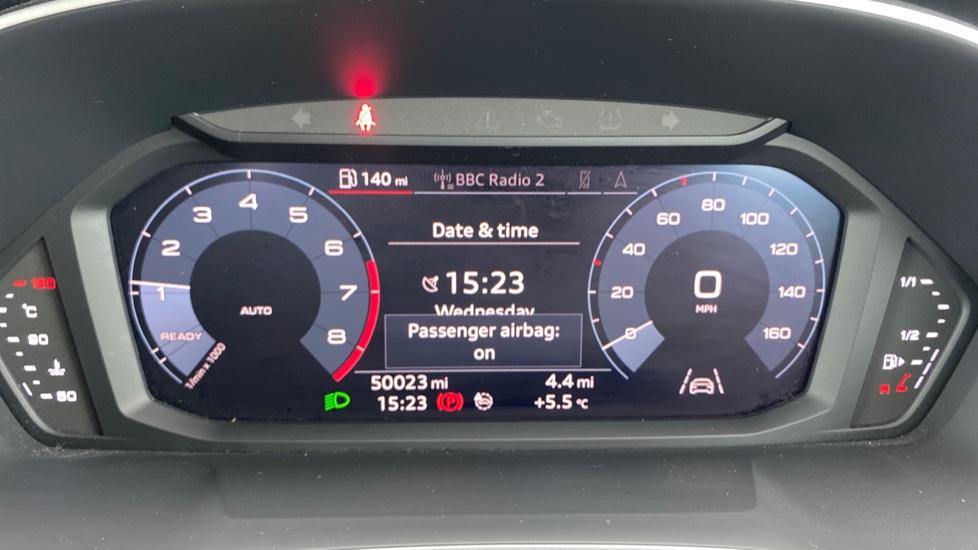 140 mi
BBC Radio 2
Date & time
15:23
Wednesday
Passenger airbag:
on
50023 mi
4.4 mi
15:23
+5.5 °C
1
2
3
4
5
6
7
8
AUTO
READY
1/min x 1000
0
20
40
60
80
100
120
140
160
0
MPH
130
°C
90
50
1/1
1/2